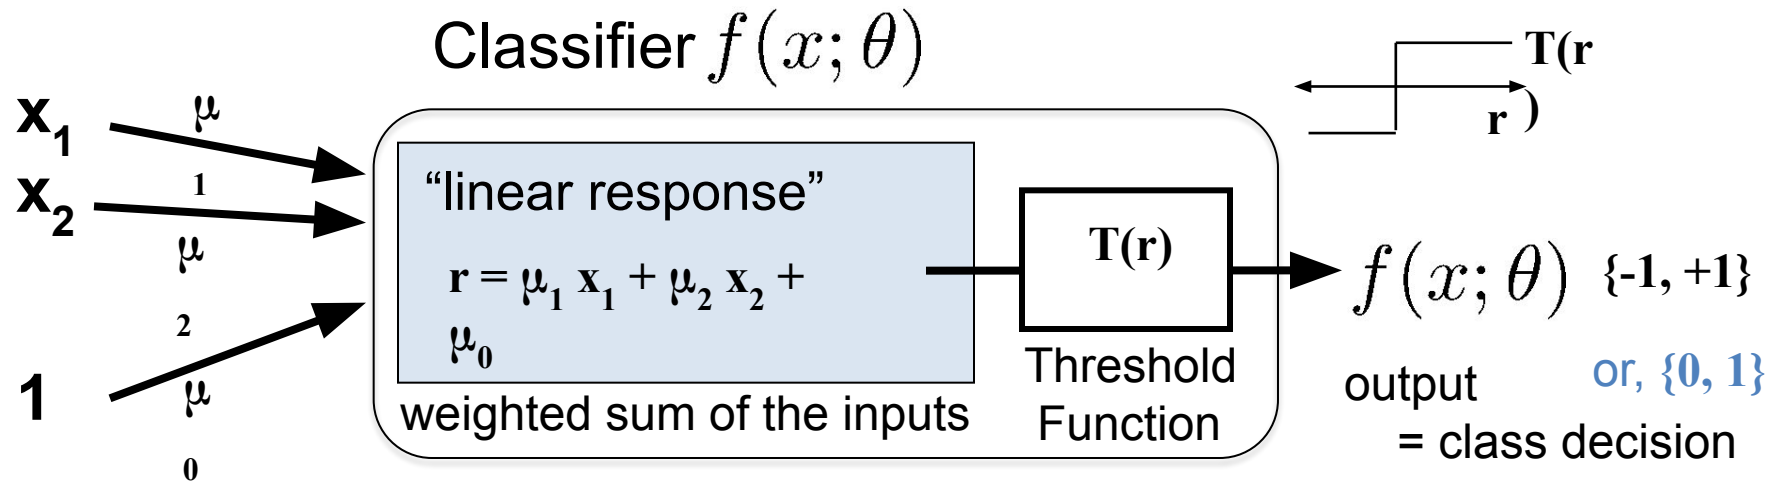 Classifier f(x; θ)
T(r
r )
x1
μ
1
x2
μ
2
1
μ
0
“linear response”
r = μ1 x1 + μ2 x2 +
μ0
weighted sum of the inputs
T(r)
Threshold
Function
f(x; θ) {-1, +1}
output or, {0, 1}
= class decision